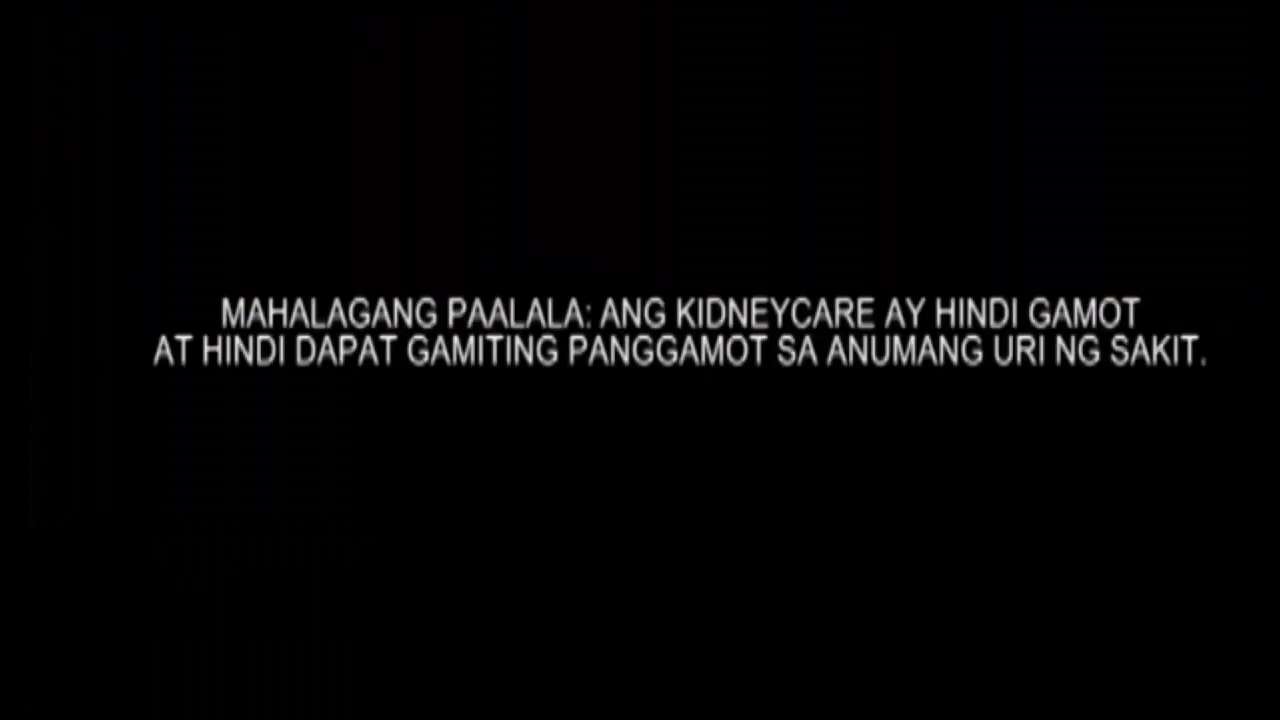 MAHALAGANG PAALALA: ANG KIDNEYCARE AY HINDI GAMOT
AT HINDI DAPAT GAMITING PANGGAMOT SA ANUMANG URI NG SAKIT.